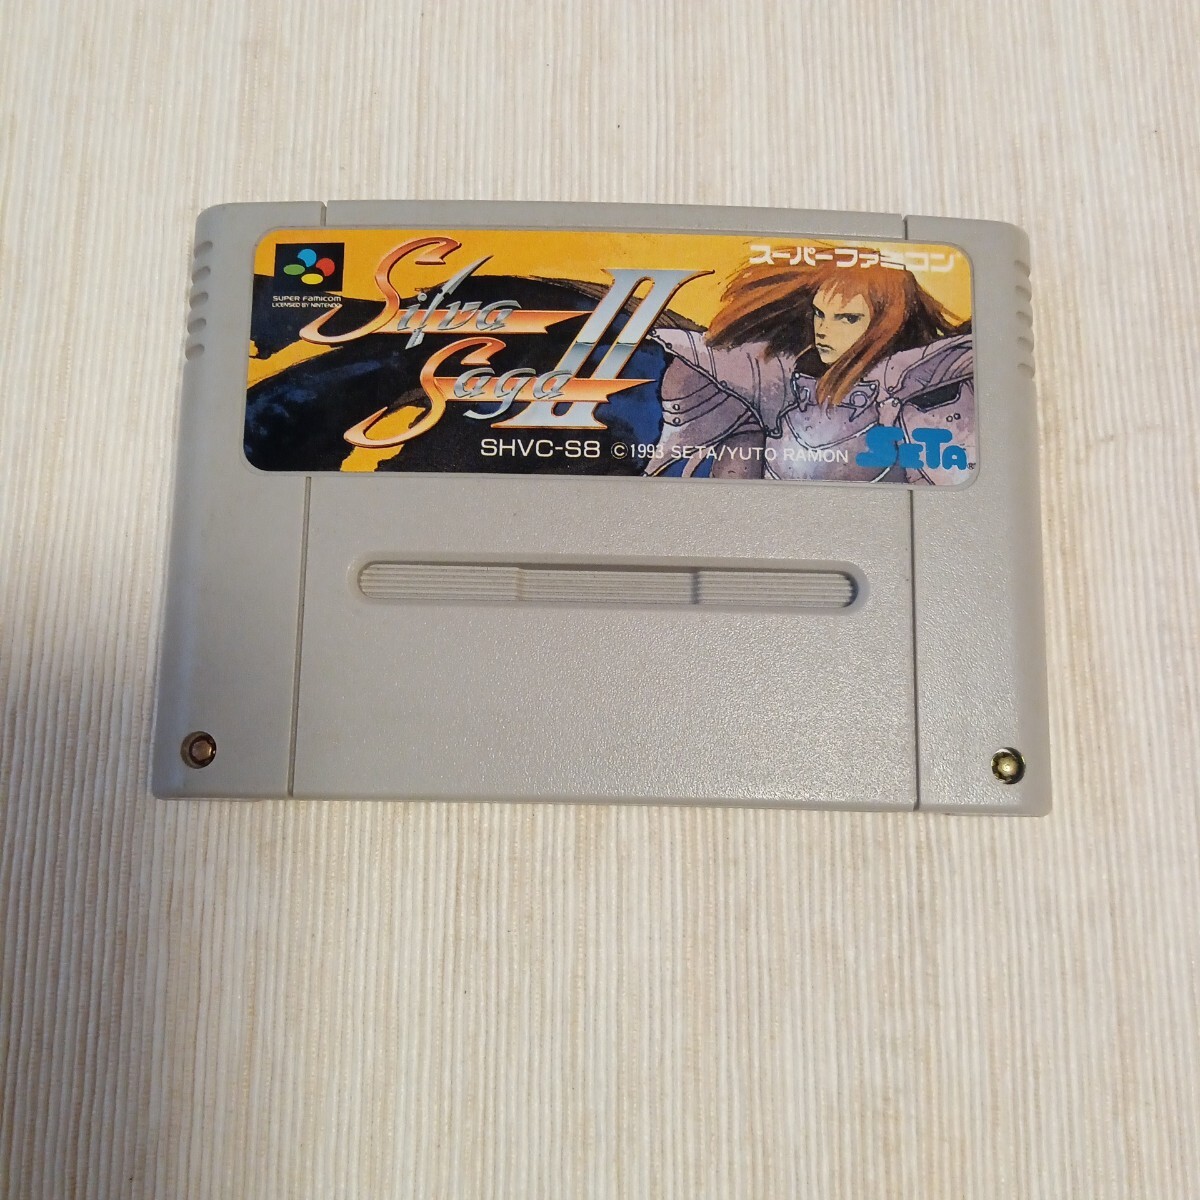 SUPER FAMICOM
LICENSED BY NINTENDO
Silva
Saga II
スーパーファミコン
SHVC-S8 ©1993 SETA/YUTO RAMON
SETA®